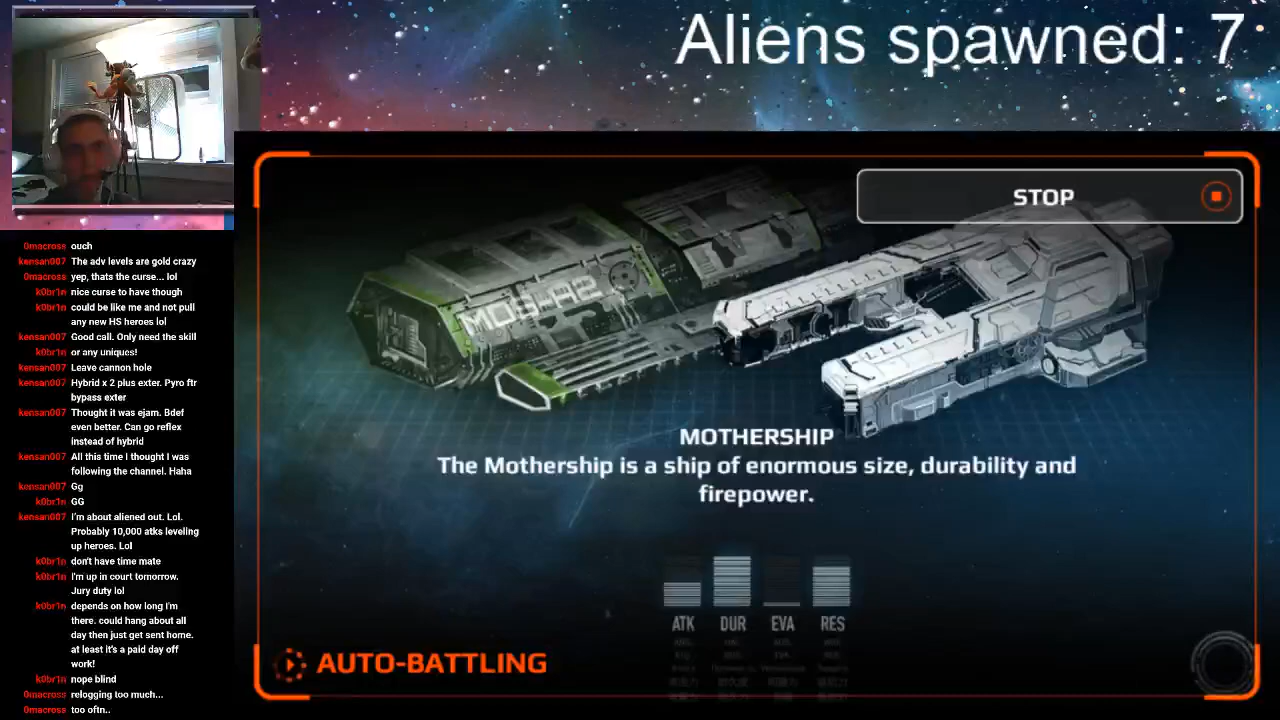 Aliens spawned: 7
STOP
MOS-A2
MOTHERSHIP
The Mothership is a ship of enormous size, durability and
firepower.
ATK DUR EVA RES
AUTO-BATTLING
0macross ouch
kensan007 The adv levels are gold crazy
0macross yep, thats the curse... lol
k0br1n nice curse to have though
k0br1n could be like me and not pull
any new HS heroes lol
kensan007 Good call. Only need the skill
k0br1n or any uniques!
kensan007 Leave cannon hole
kensan007 Hybrid x 2 plus exter. Pyro ftr
bypass exter
kensan007 Thought it was ejam. Bdef
even better. Can go reflex
instead of hybrid
kensan007 All this time I thought I was
following the channel. Haha
kensan007 Gg
k0br1n GG
kensan007 I'm about aliened out. Lol.
Probably 10,000 atks leveling
up heroes. Lol
k0br1n don't have time mate
k0br1n I'm up in court tomorrow.
Jury duty lol
k0br1n depends on how long I'm
there. could hang about all
day then just get sent home.
at least it's a paid day off
work!
k0br1n nope blind
0macross relogging too much...
0macross too oftn..